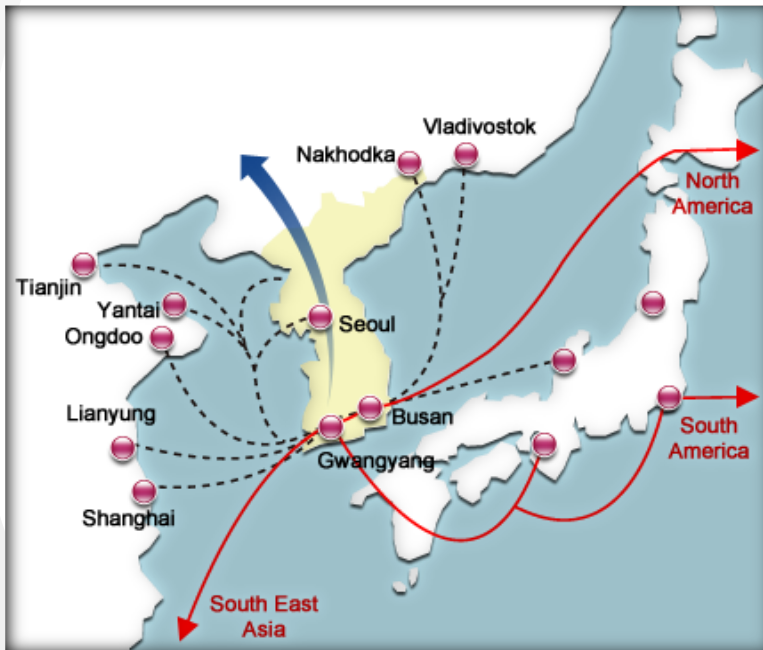 Vladivostok
Nakhodka
North
America
Tianjin
Yantai
Ongdoo
Seoul
Lianyung
Busan
South
America
Gwangyang
Shanghai
South East
Asia